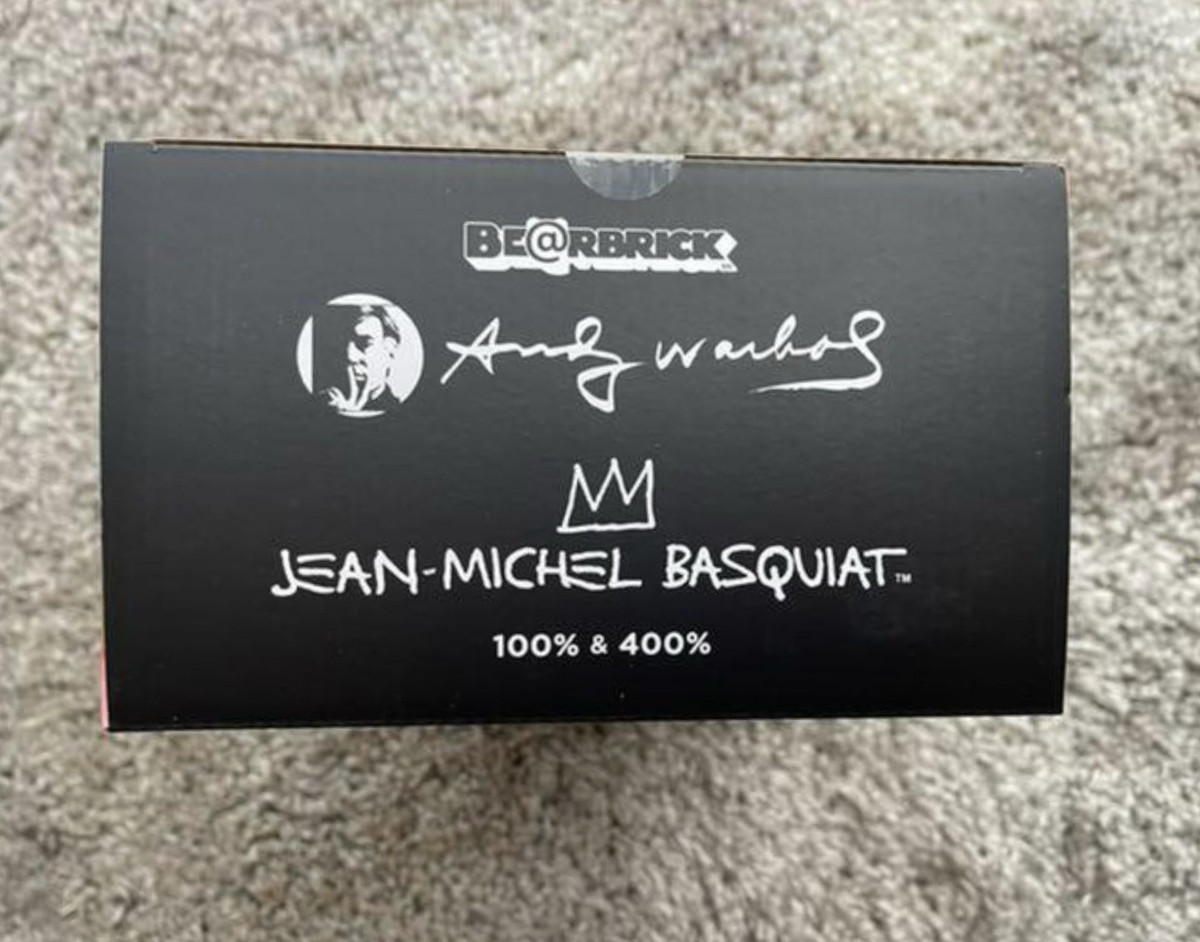 BE@RBRICK
Andy Warhol
JEAN-MICHEL BASQUIAT™
100% & 400%